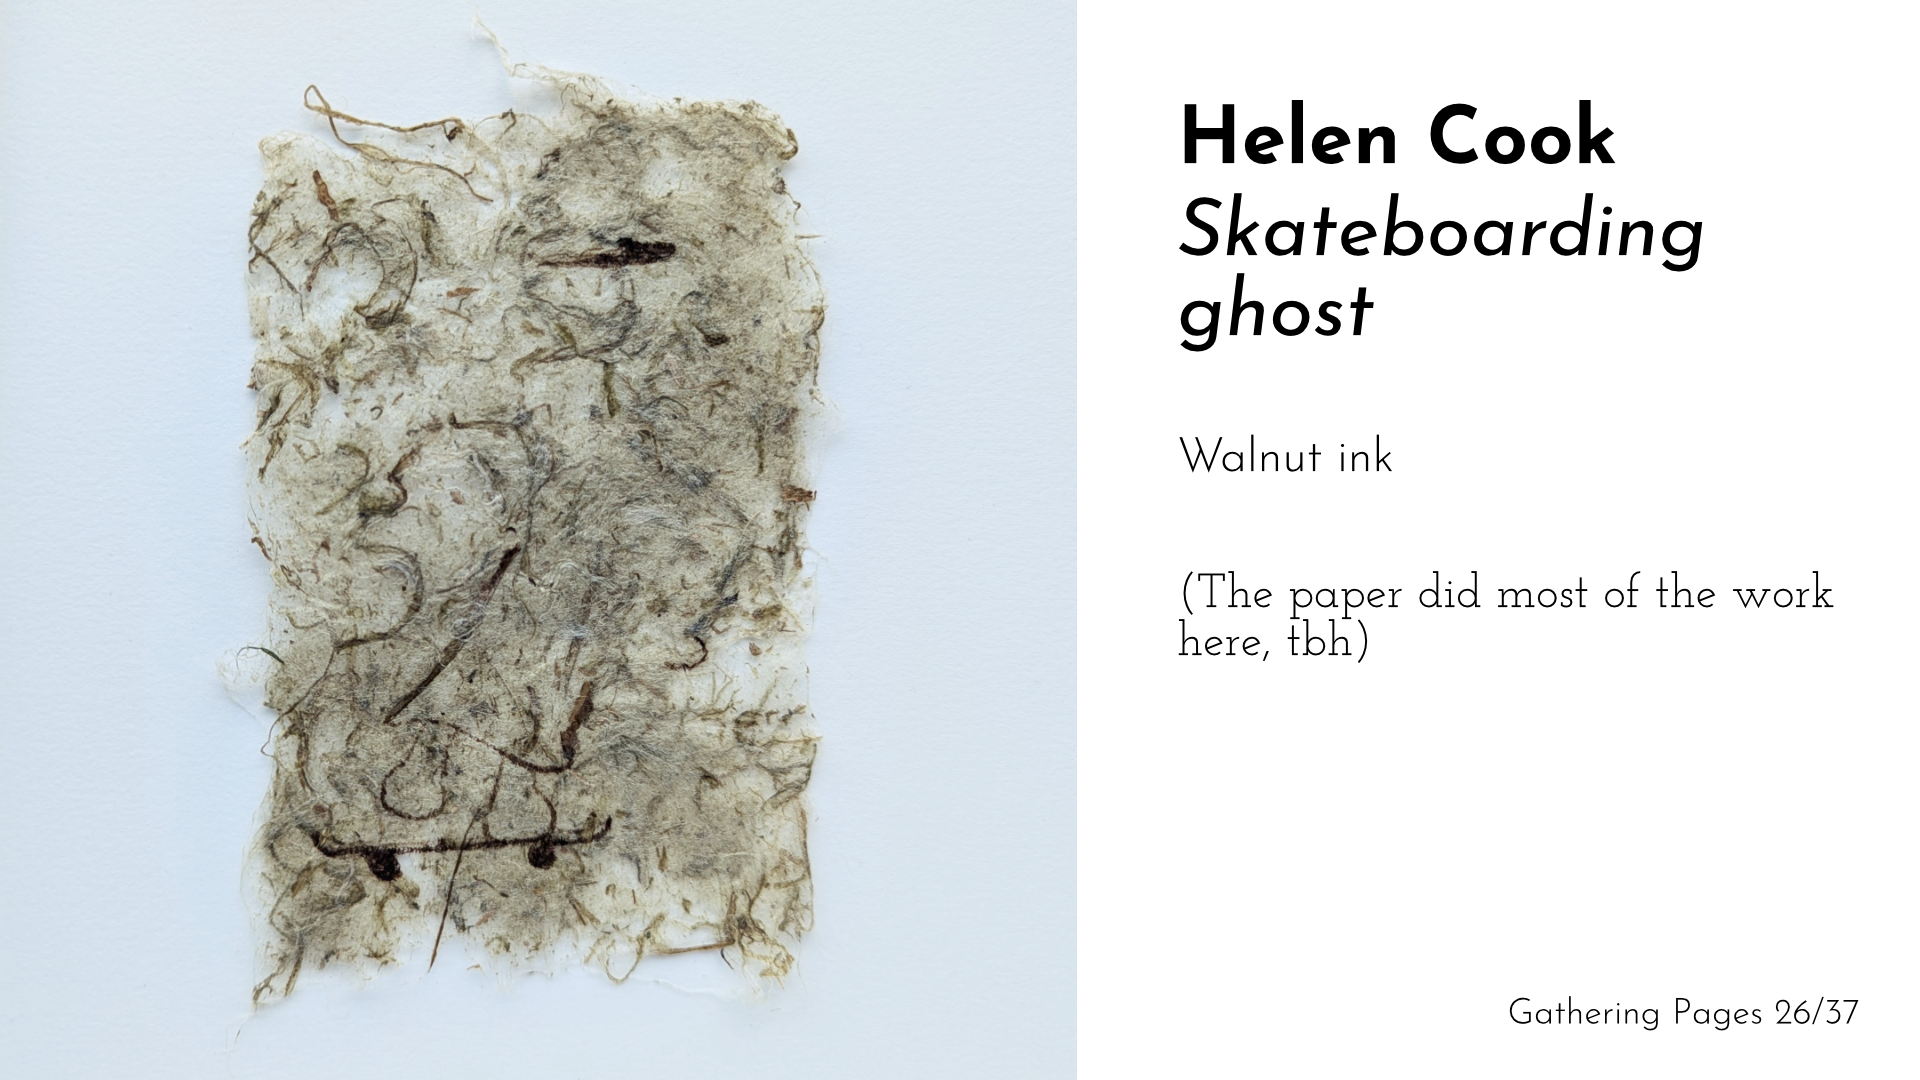 Helen Cook
Skateboarding
ghost
Walnut ink
(The paper did most of the work
here, tbh)
Gathering Pages 26/37